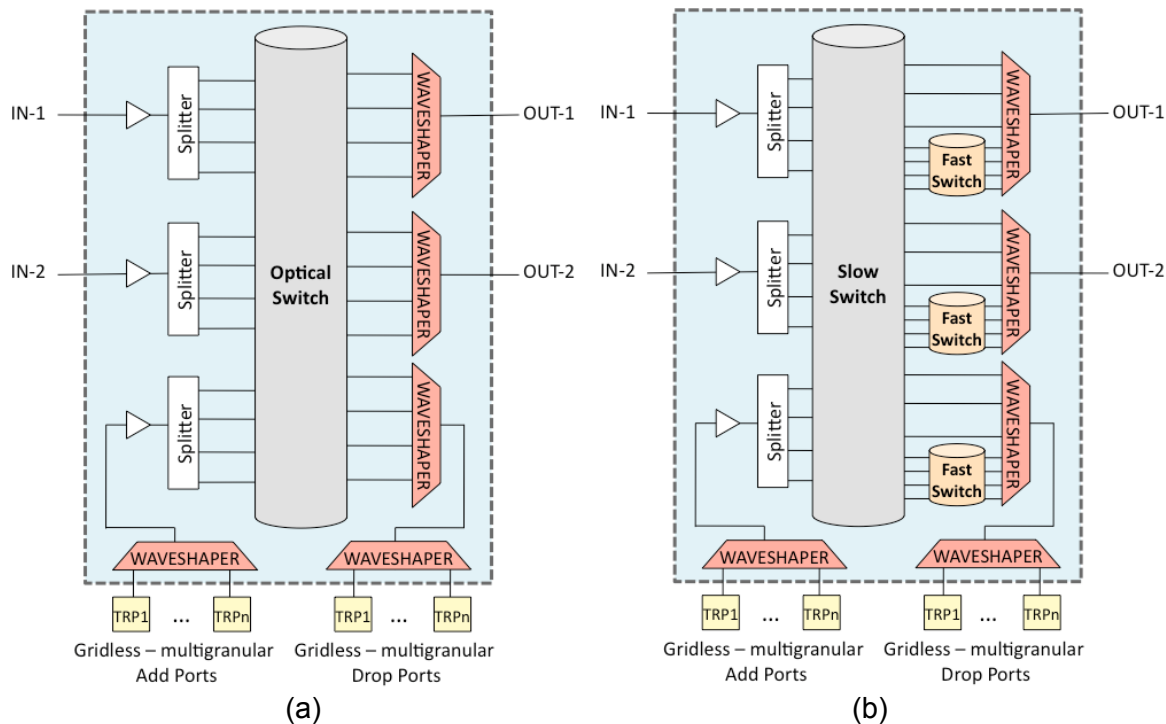 IN-1
Splitter
WAVESHAPER
OUT-1
IN-2
Splitter
Optical
Switch
WAVESHAPER
OUT-2
Splitter
WAVESHAPER
WAVESHAPER
WAVESHAPER
TRP1 ... TRPn
TRP1 ... TRPn
Gridless – multigranular
Add Ports
Gridless – multigranular
Drop Ports
(a)
IN-1
Splitter
WAVESHAPER
OUT-1
Fast
Switch
IN-2
Splitter
Slow
Switch
WAVESHAPER
OUT-2
Fast
Switch
Splitter
WAVESHAPER
Fast
Switch
WAVESHAPER
WAVESHAPER
TRP1 ... TRPn
TRP1 ... TRPn
Gridless – multigranular
Add Ports
Gridless – multigranular
Drop Ports
(b)